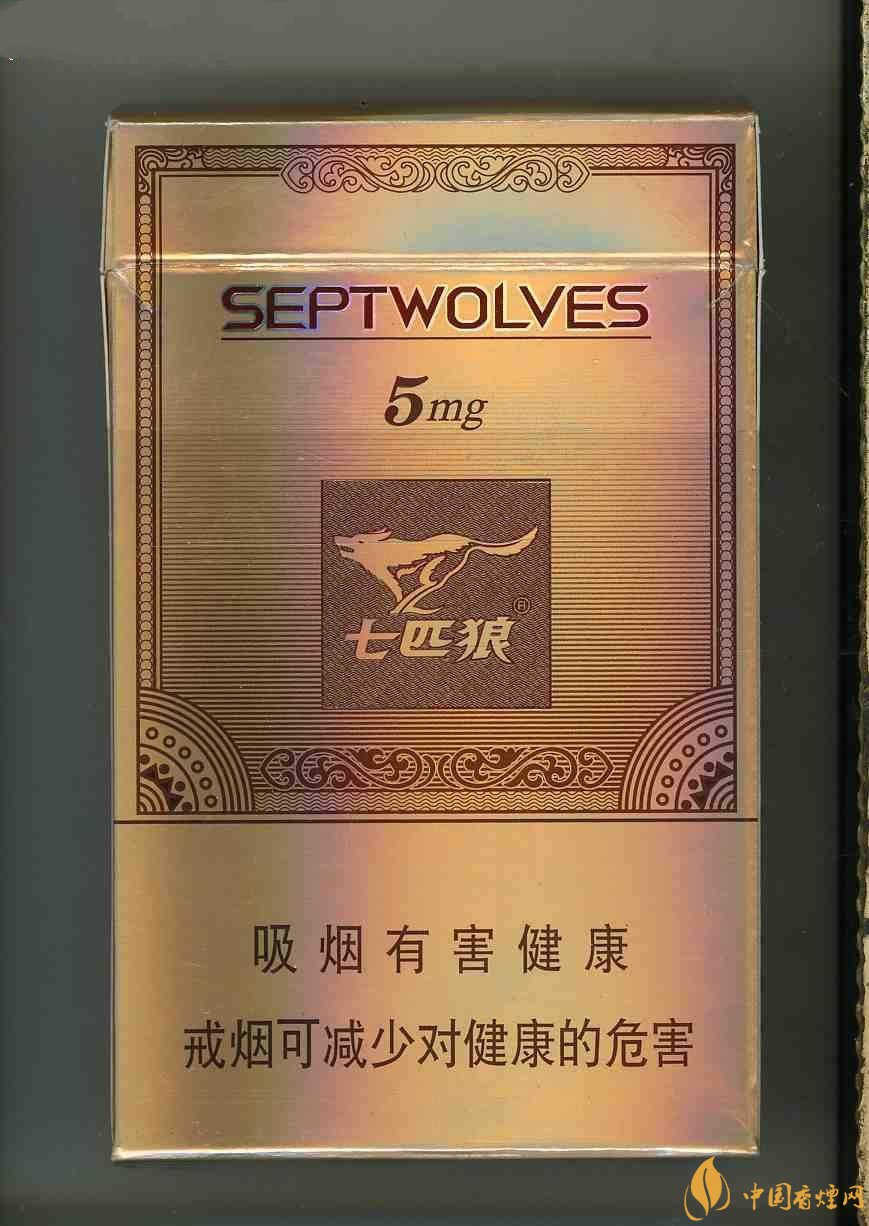 SEPTWOLVES
5mg
七匹狼
吸烟有害健康
戒烟可减少对健康的危害
中国香烟网